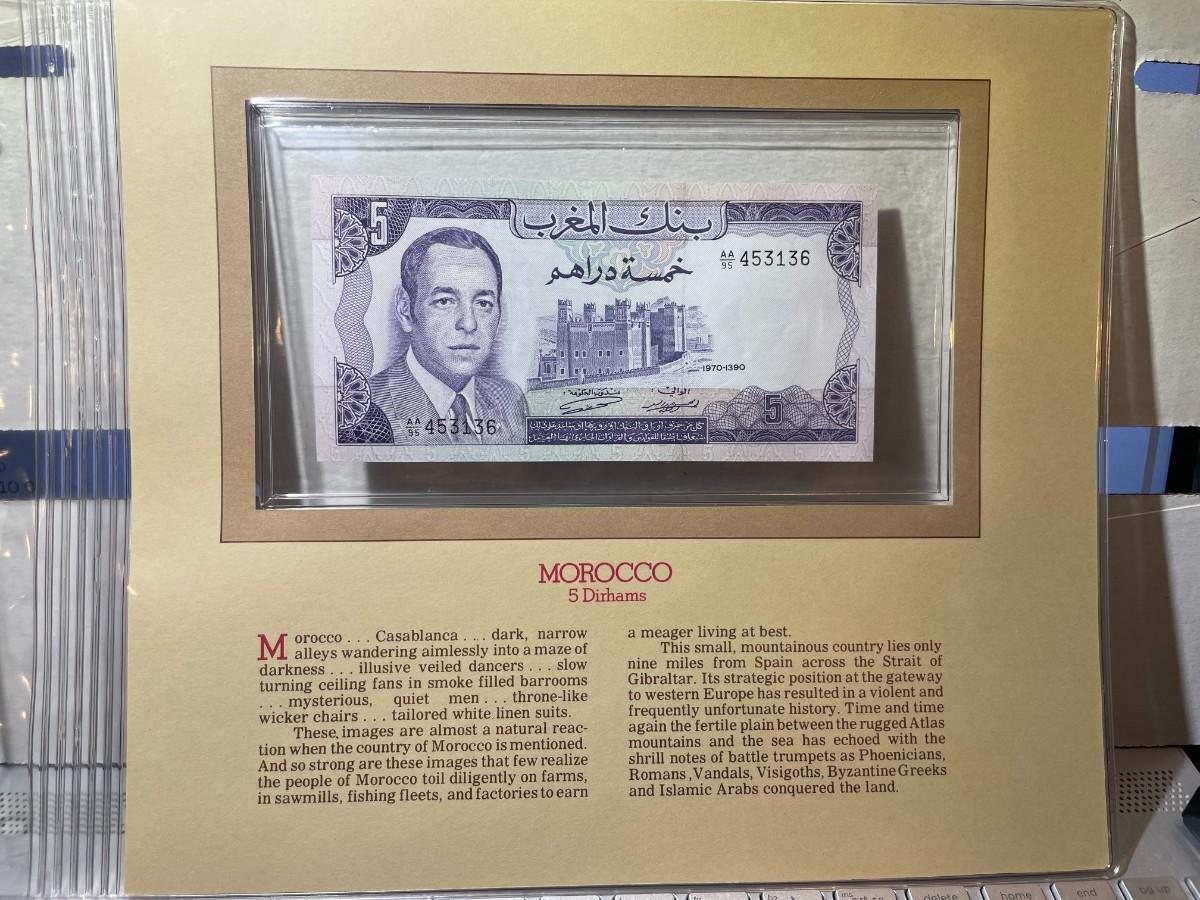 5
بنك المغرب
خمسة دراهم
AA
95 453136
1970-1390
مندوب الحكومة
الوالي
AA
95 453136
5
MOROCCO
5 Dirhams
Morocco . . . Casablanca . . . dark, narrow
alleys wandering aimlessly into a maze of
darkness . . . illusive veiled dancers . . . slow
turning ceiling fans in smoke filled barrooms
. . . mysterious, quiet men . . . throne-like
wicker chairs . . . tailored white linen suits.
These images are almost a natural reac-
tion when the country of Morocco is mentioned.
And so strong are these images that few realize
the people of Morocco toil diligently on farms,
in sawmills, fishing fleets, and factories to earn
a meager living at best.
This small, mountainous country lies only
nine miles from Spain across the Strait of
Gibraltar. Its strategic position at the gateway
to western Europe has resulted in a violent and
frequently unfortunate history. Time and time
again the fertile plain between the rugged Atlas
mountains and the sea has echoed with the
shrill notes of battle trumpets as Phoenicians,
Romans, Vandals, Visigoths, Byzantine Greeks
and Islamic Arabs conquered the land.
delete
home
end
pg up